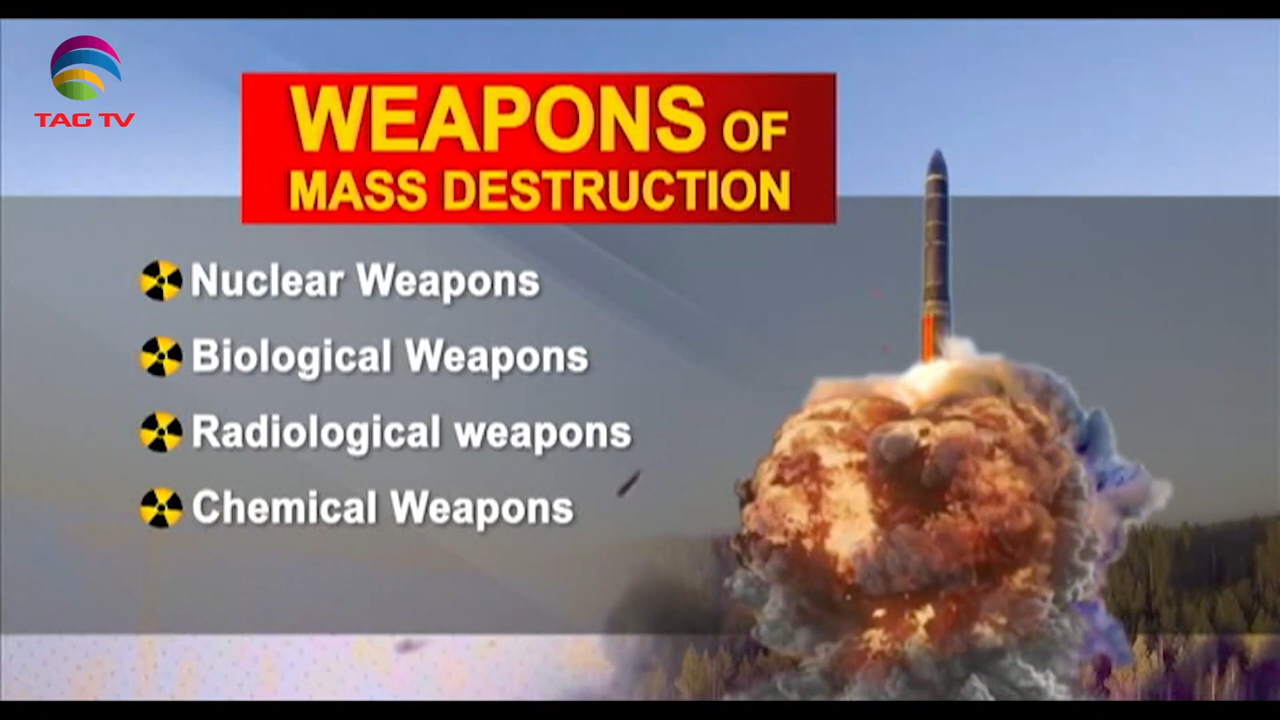 TAG TV
WEAPONS OF
MASS DESTRUCTION
Nuclear Weapons
Biological Weapons
Radiological weapons
Chemical Weapons